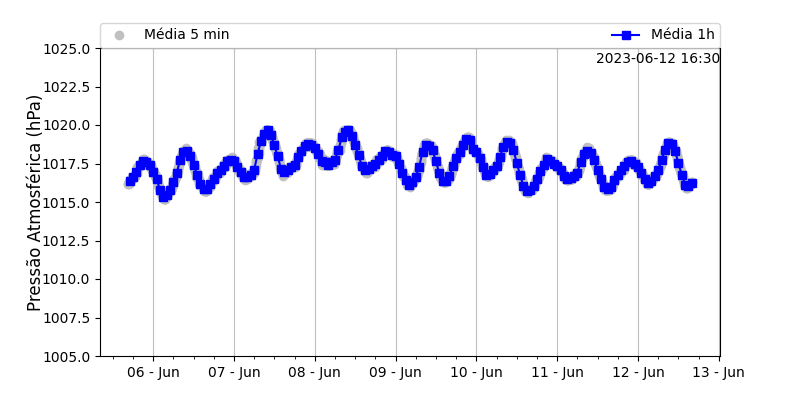 Média 5 min
Média 1h
2023-06-12 16:30
Pressão Atmosférica (hPa)
1025.0
1022.5
1020.0
1017.5
1015.0
1012.5
1010.0
1007.5
1005.0
06 - Jun
07 - Jun
08 - Jun
09 - Jun
10 - Jun
11 - Jun
12 - Jun
13 - Jun